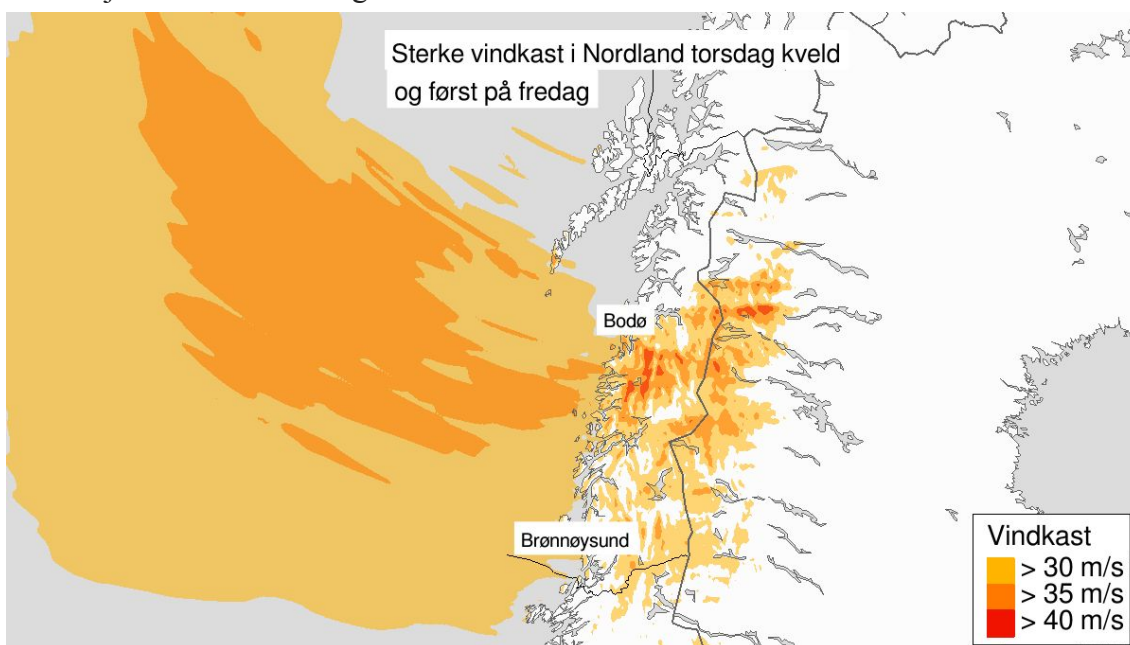 Sterke vindkast i Nordland torsdag kveld
og først på fredag
Bodø
Brønnøysund
Vindkast
> 30 m/s
> 35 m/s
> 40 m/s